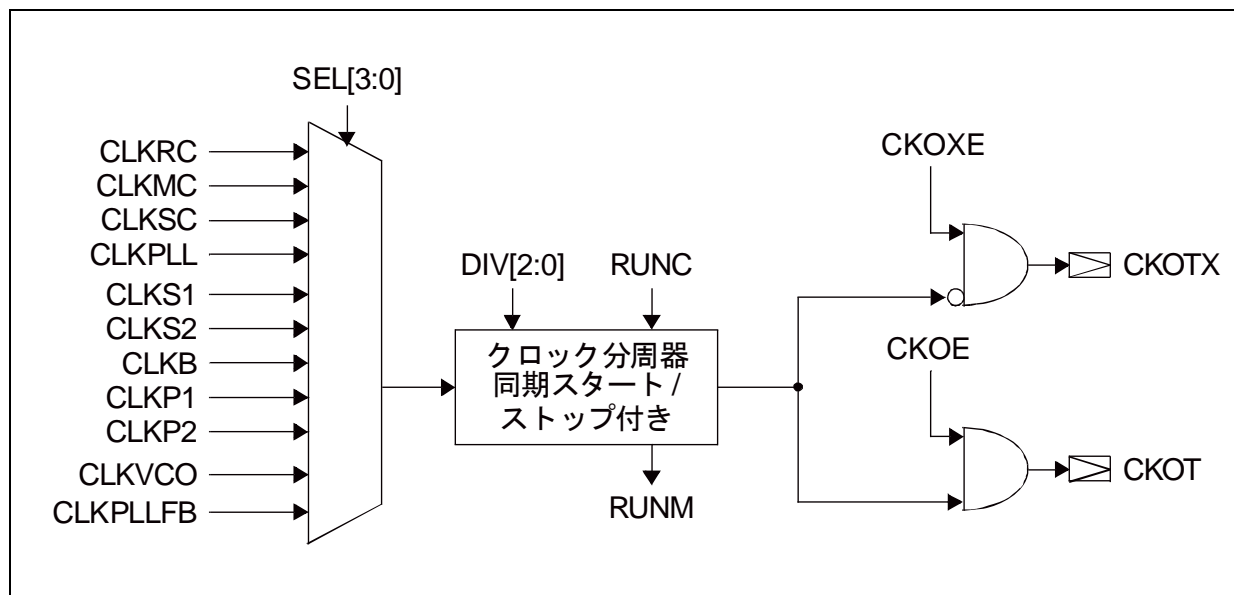 SEL[3:0]
CLKRC
CLKMC
CLKSC
CLKPLL
CLKS1
CLKS2
CLKB
CLKP1
CLKP2
CLKVCO
CLKPLLFB
DIV[2:0]
RUNC
クロック分周器
同期スタート /
ストップ付き
RUNM
CKOXE
CKOTX
CKOE
CKOT